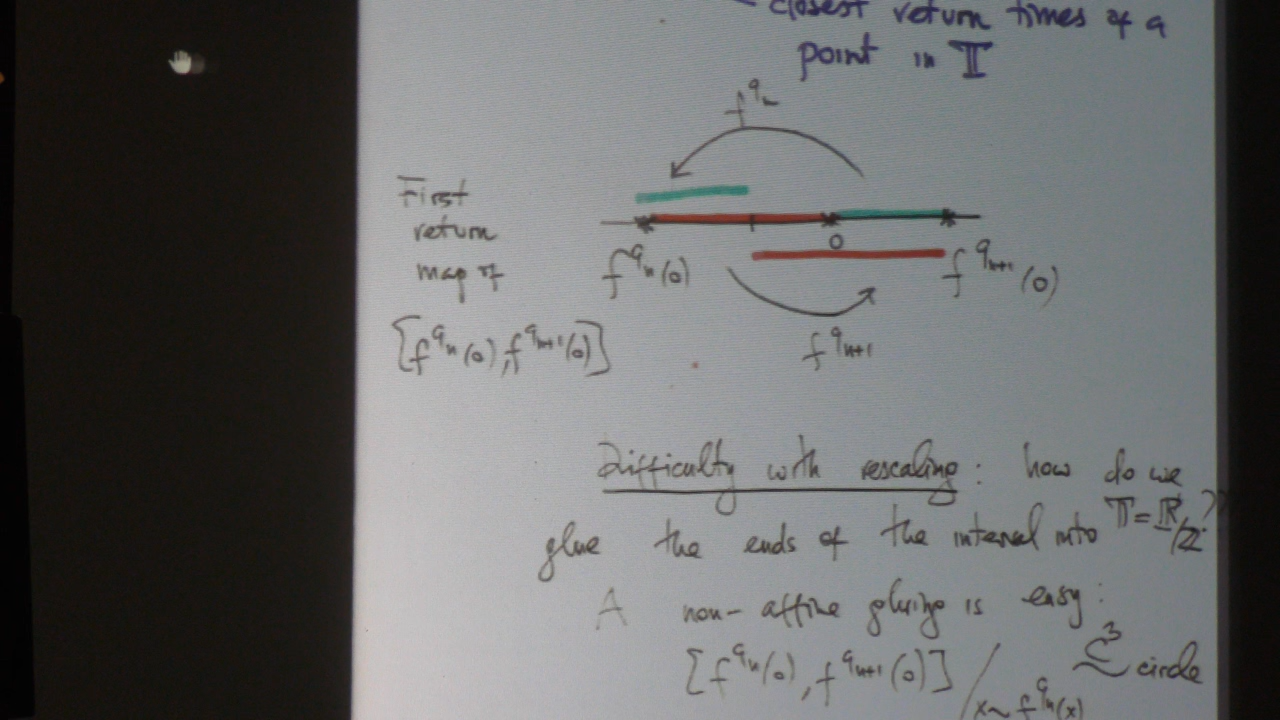 closest return times of a
point in 𝕋
f^{q_n}
First
return
map of
[f^{q_n}(0), f^{q_{n+1}}(0)]
0
f^{q_n}(0)
f^{q_{n+1}}(0)
f^{q_{n+1}}
Difficulty with rescaling: how do we
glue the ends of the interval into 𝕋=ℝ/ℤ?
A non-affine gluing is easy:
[f^{q_n}(0), f^{q_{n+1}}(0)] / x~f^{q_n}(x) C^3 circle